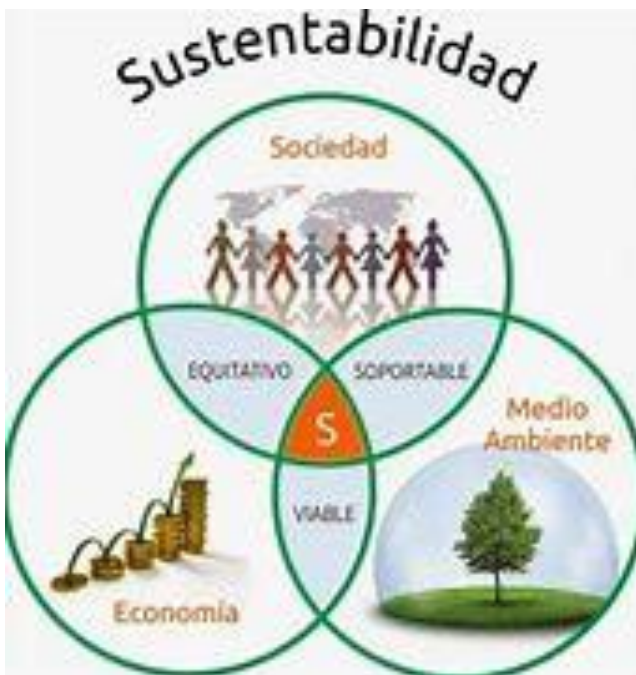 Sustentabilidad
Sociedad
EQUITATIVO
SOPORTABLE
S
Medio
Ambiente
VIABLE
Economía